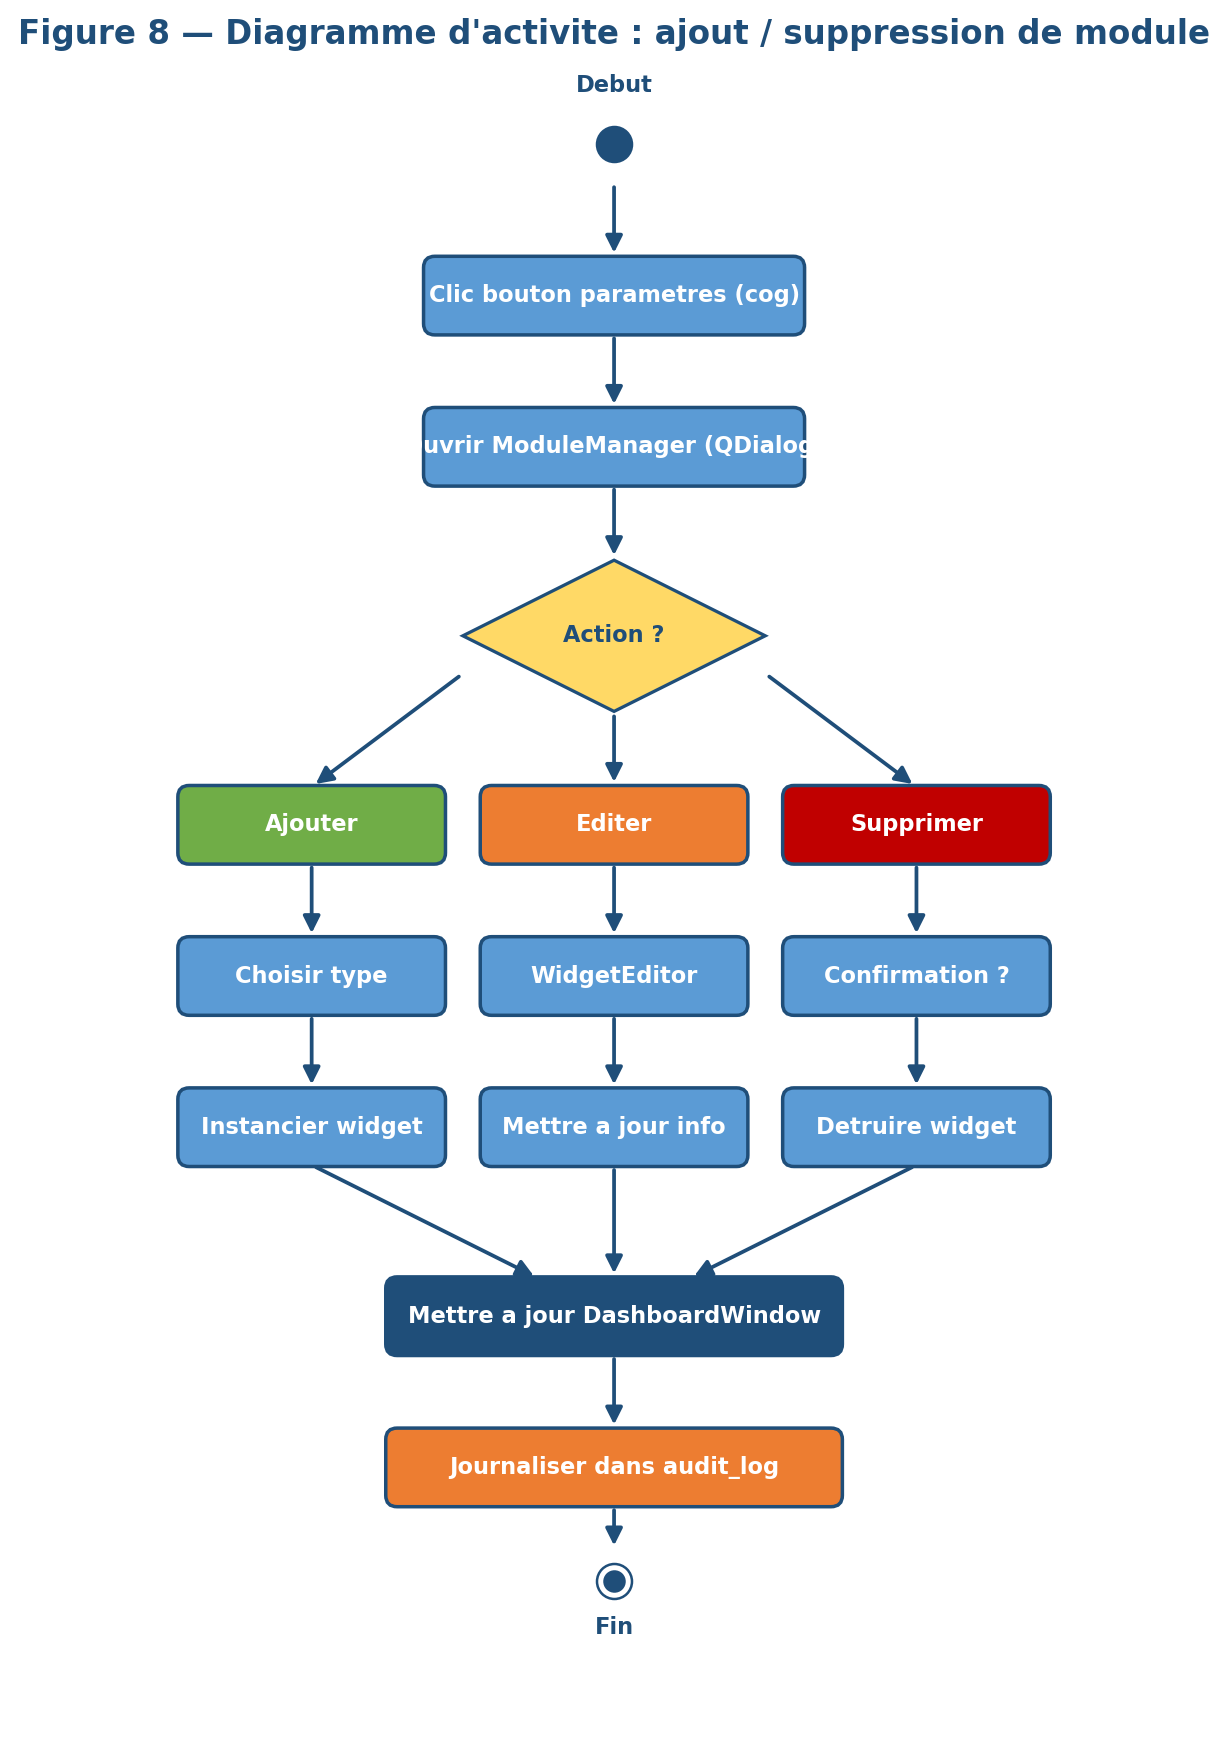 Figure 8 — Diagramme d'activite : ajout / suppression de module
Debut
Clic bouton parametres (cog)
uvrir ModuleManager (QDialog
Action ?
Ajouter
Editer
Supprimer
Choisir type
WidgetEditor
Confirmation ?
Instancier widget
Mettre a jour info
Detruire widget
Mettre a jour DashboardWindow
Journaliser dans audit_log
Fin